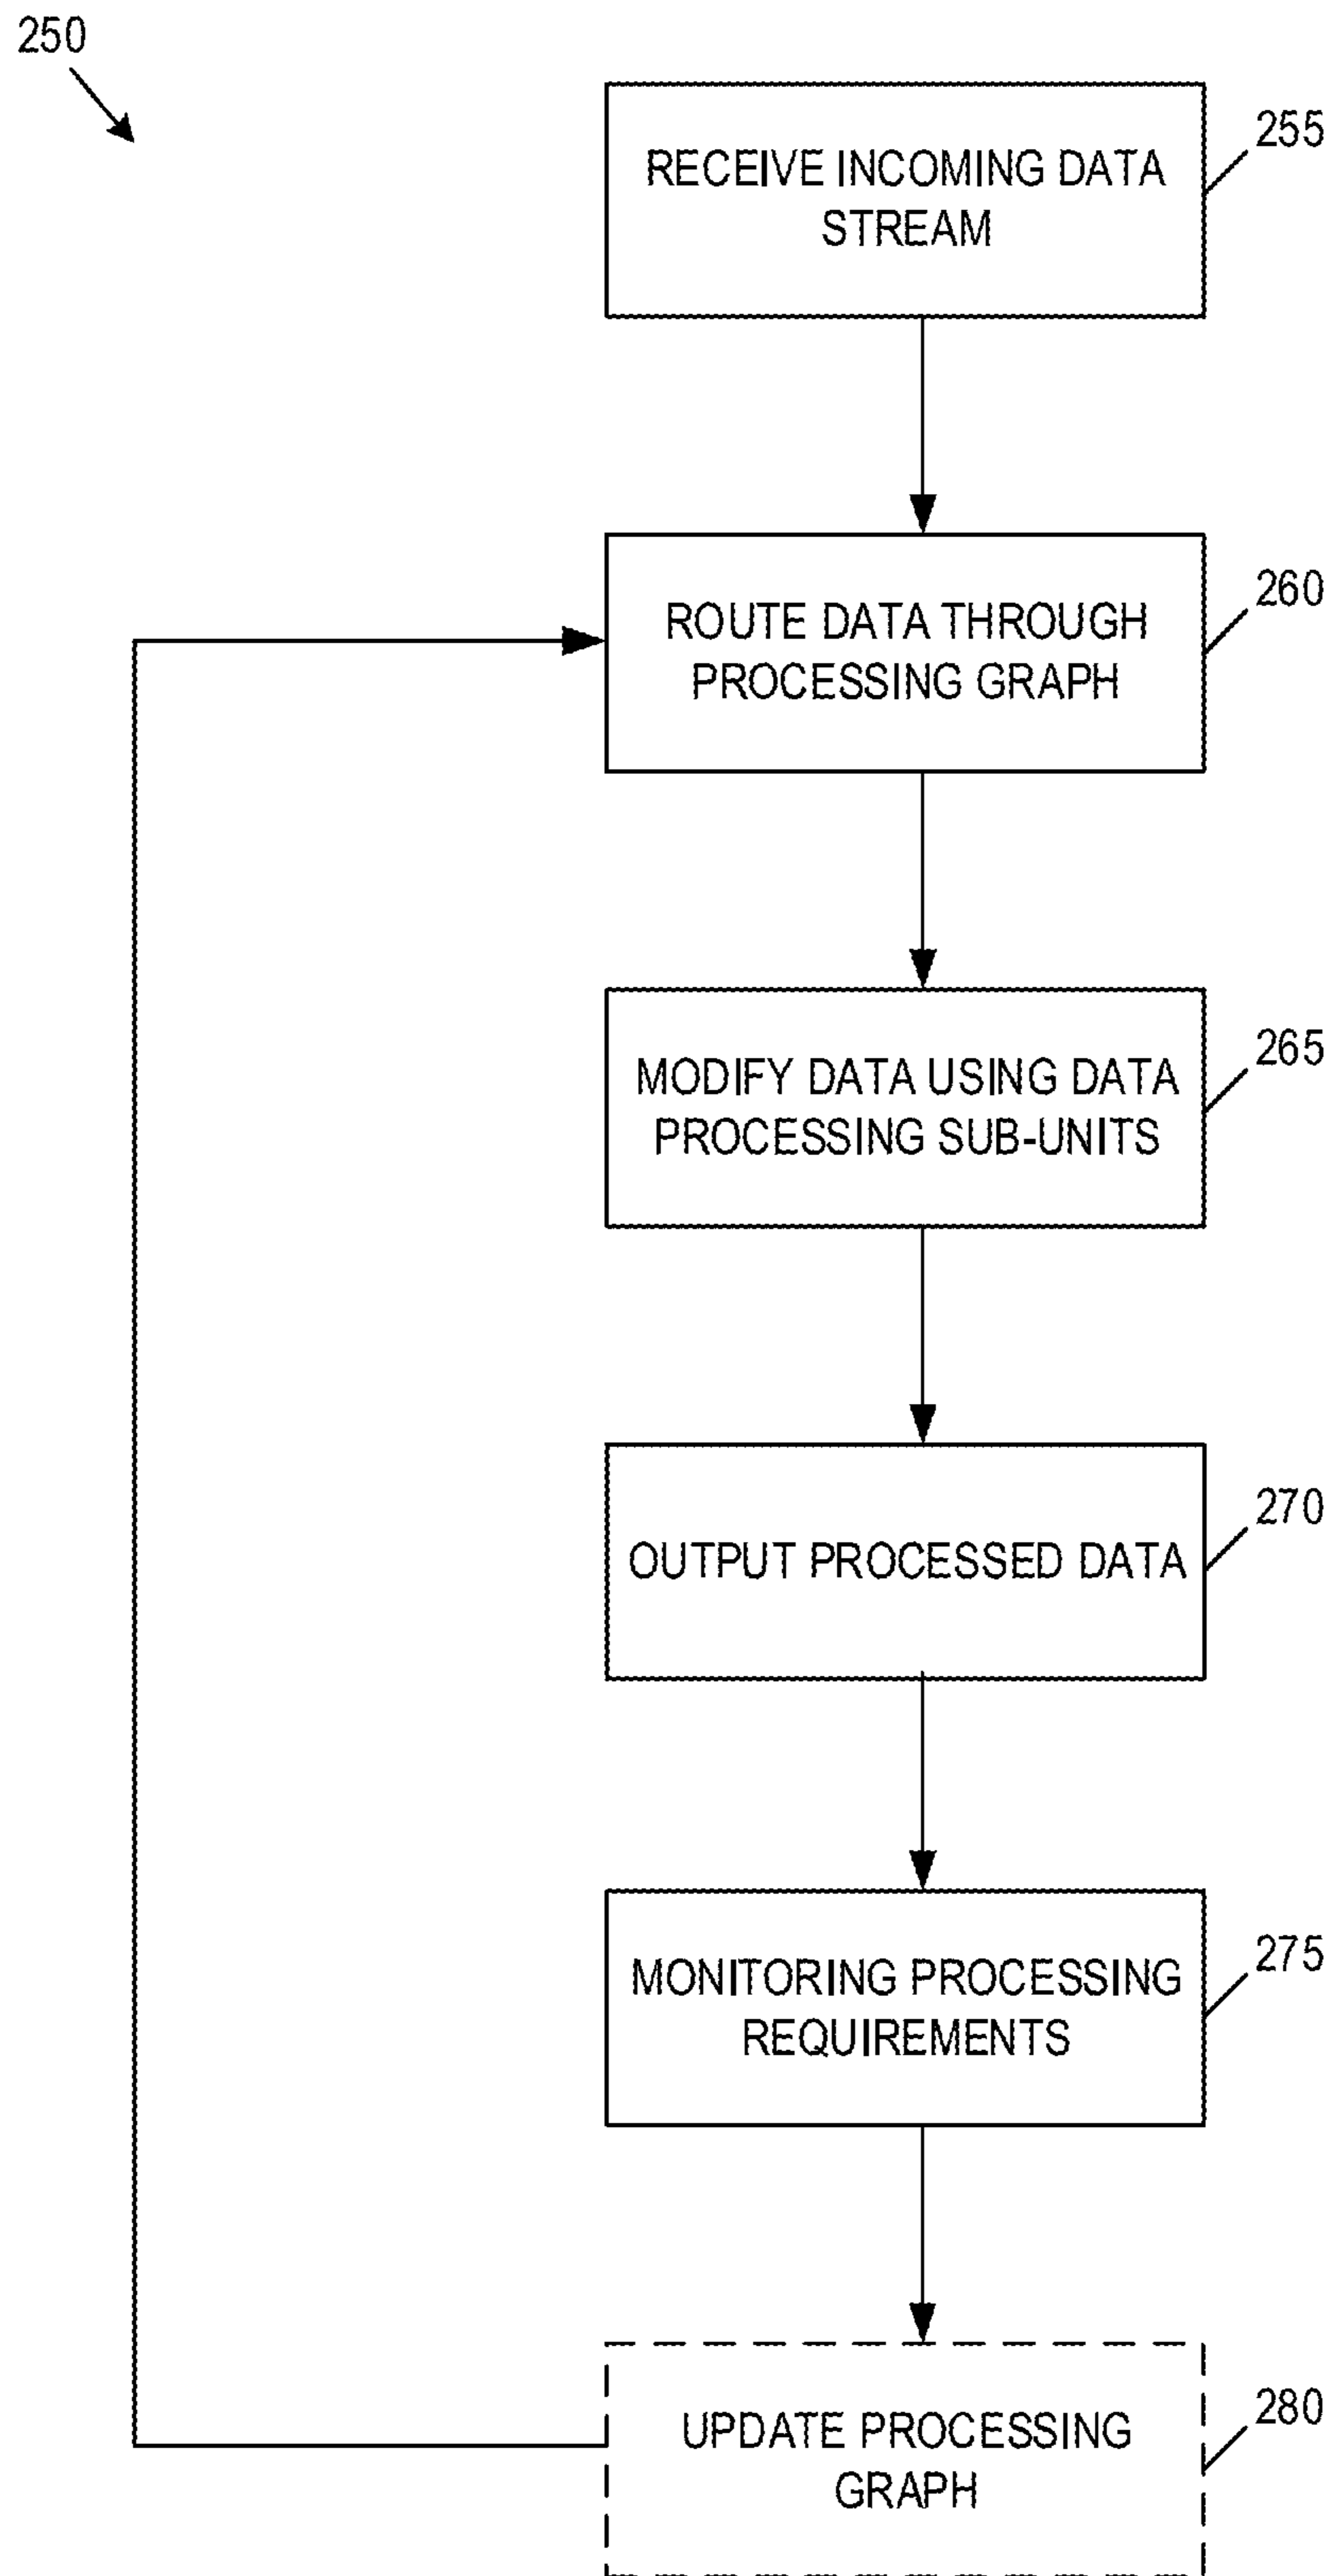 250
RECEIVE INCOMING DATA
STREAM
255
ROUTE DATA THROUGH
PROCESSING GRAPH
260
MODIFY DATA USING DATA
PROCESSING SUB-UNITS
265
OUTPUT PROCESSED DATA
270
MONITORING PROCESSING
REQUIREMENTS
275
UPDATE PROCESSING
GRAPH
280